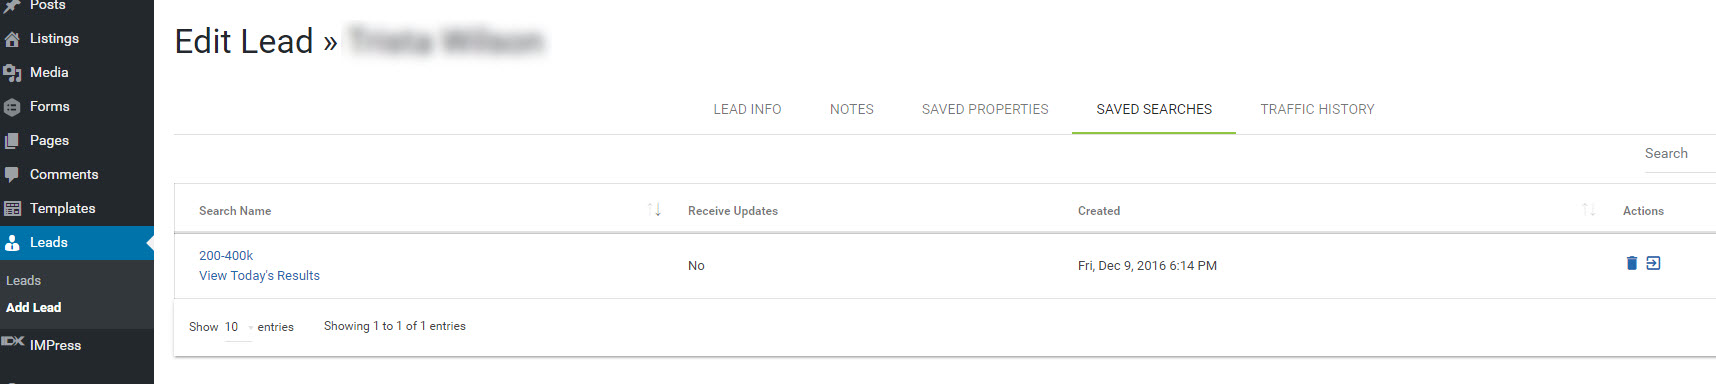 Posts
Listings
Media
Forms
Pages
Comments
Templates
Leads
Leads
Add Lead
IDX IMPress
Edit Lead »
LEAD INFO NOTES SAVED PROPERTIES SAVED SEARCHES TRAFFIC HISTORY
Search
Search Name Receive Updates Created Actions
200-400k
View Today's Results
No Fri, Dec 9, 2016 6:14 PM
Show 10 entries Showing 1 to 1 of 1 entries